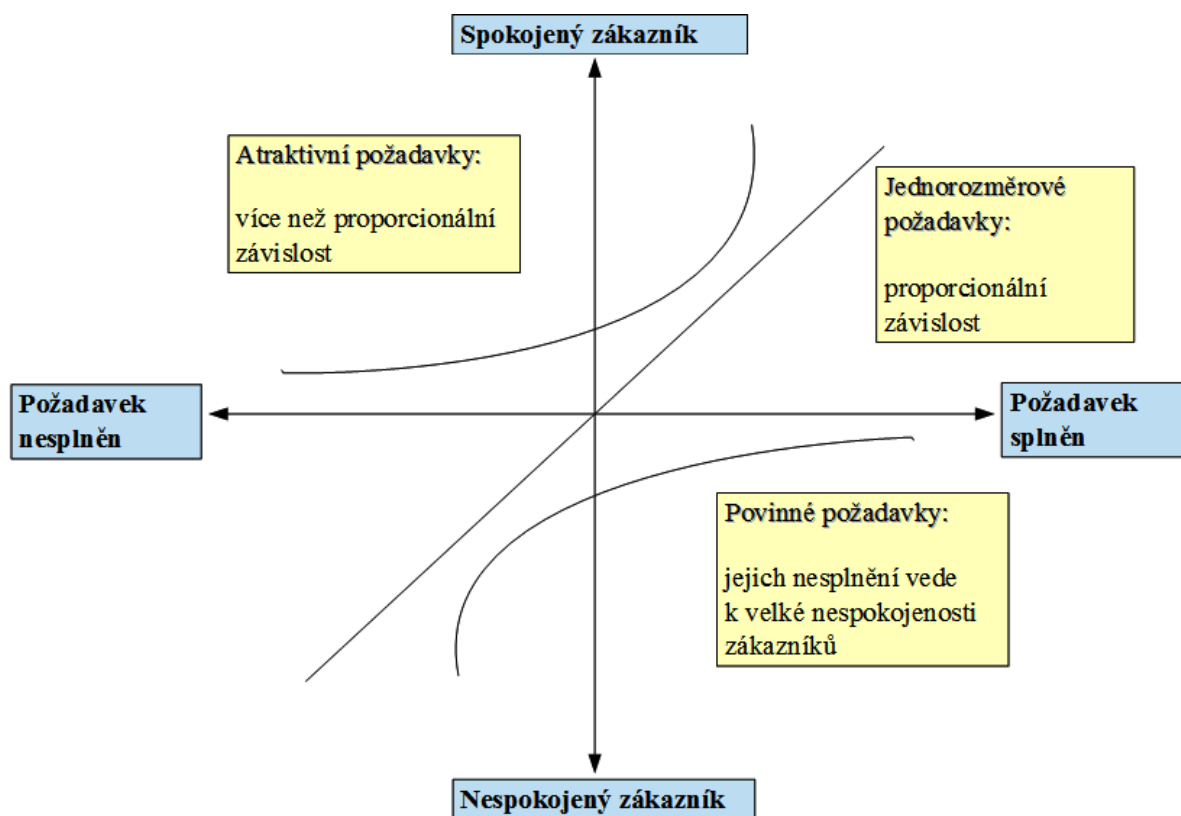 Spokojený zákazník
Atraktivní požadavky:
více než proporcionální
závislost
Jednorozměrové
požadavky:
proporcionální
závislost
Požadavek
nesplněn
Požadavek
splněn
Povinné požadavky:
jejich nesplnění vede
k velké nespokojenosti
zákazníků
Nespokojený zákazník